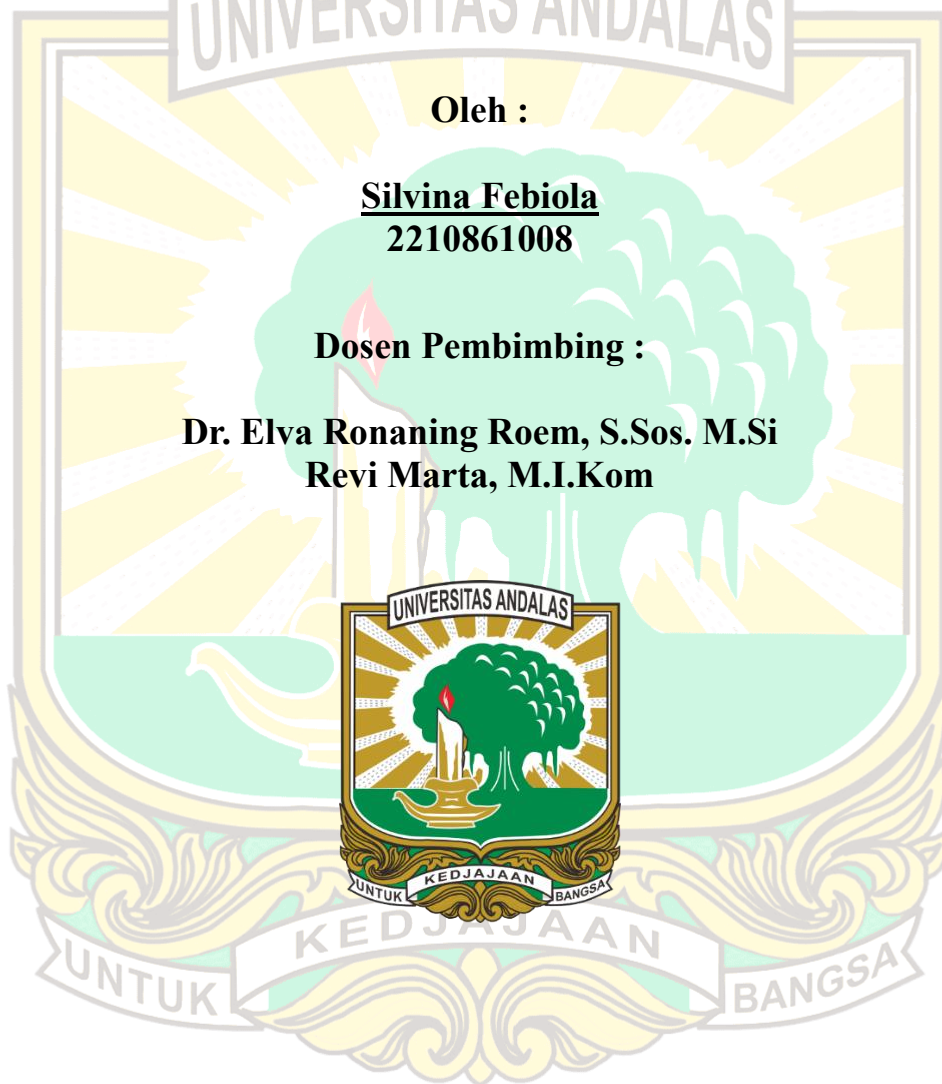 UNIVERSITAS ANDALAS
Oleh :
Silvina Febiola
2210861008
Dosen Pembimbing :
Dr. Elva Ronaning Roem, S.Sos. M.Si
Revi Marta, M.I.Kom
UNIVERSITAS ANDALAS
UNTUK KEDJAJAAN BANGSA
UNTUK KEDJAJAAN BANGSA